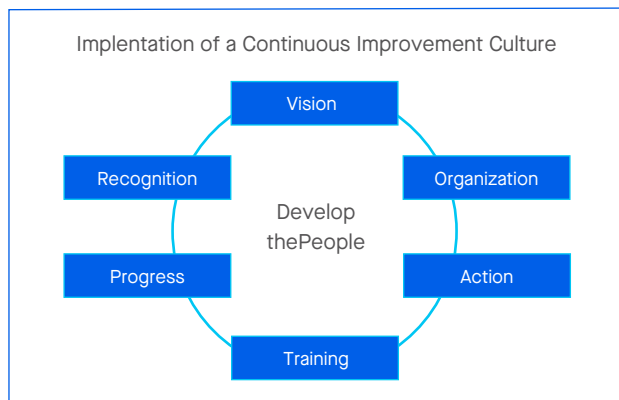 Implentation of a Continuous Improvement Culture
Vision
Recognition
Organization
Develop
thePeople
Progress
Action
Training